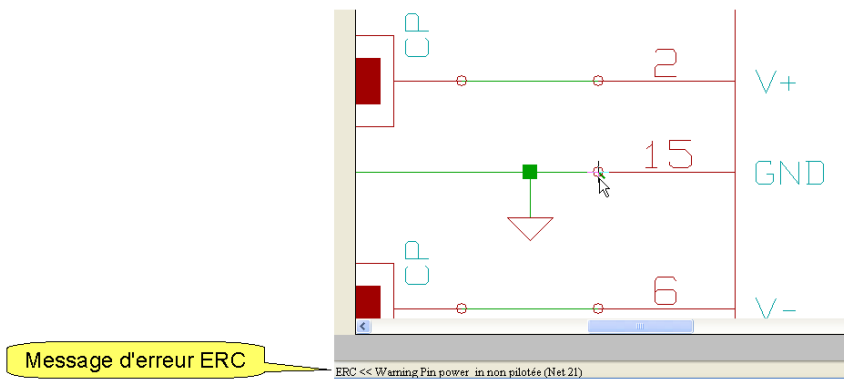 CP
2
V+
15
GND
CP
6
V-
Message d'erreur ERC
ERC << Warning Pin power in non pilotée (Net 21)